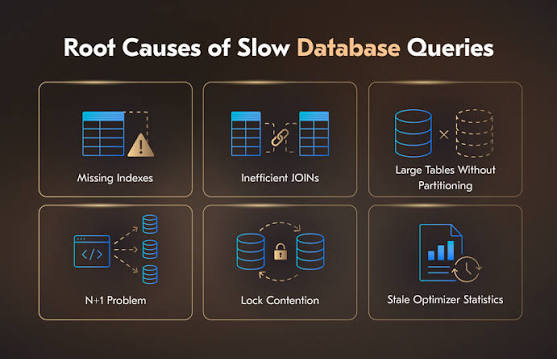 Root Causes of Slow Database Queries
Missing Indexes
Inefficient JOINs
Large Tables Without
Partitioning
</>
N+1 Problem
Lock Contention
Stale Optimizer Statistics